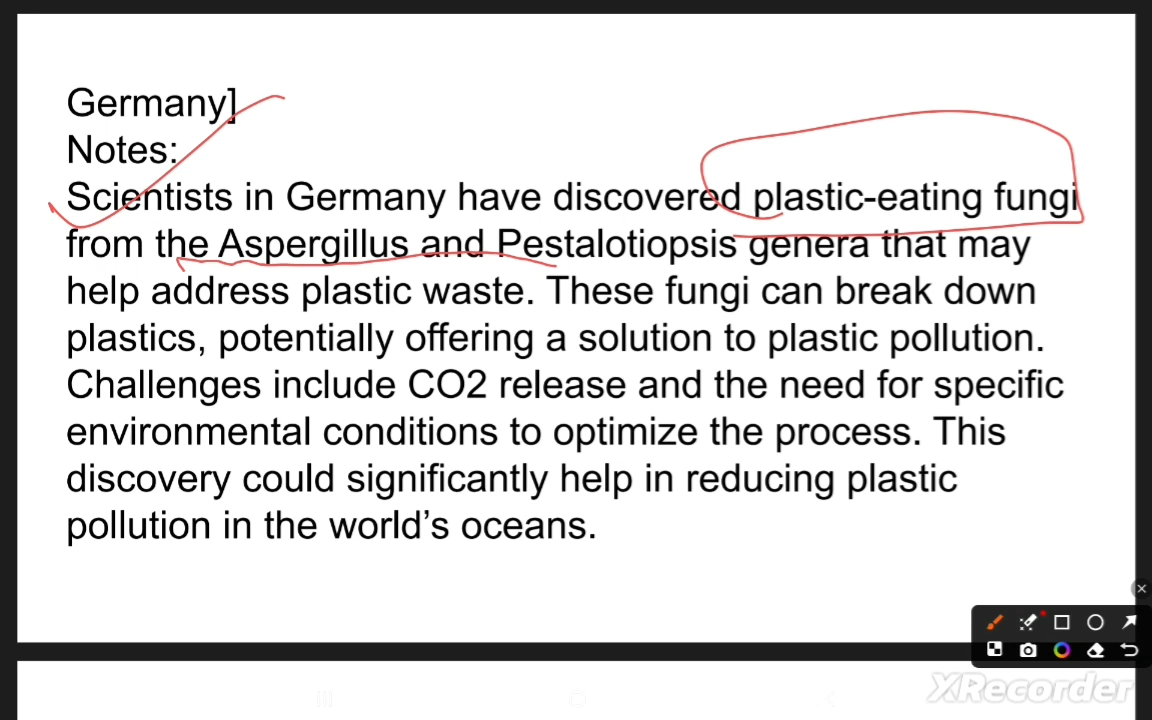 Germany]
Notes:
Scientists in Germany have discovered plastic-eating fungi
from the Aspergillus and Pestalotiopsis genera that may
help address plastic waste. These fungi can break down
plastics, potentially offering a solution to plastic pollution.
Challenges include CO2 release and the need for specific
environmental conditions to optimize the process. This
discovery could significantly help in reducing plastic
pollution in the world’s oceans.
XRecorder